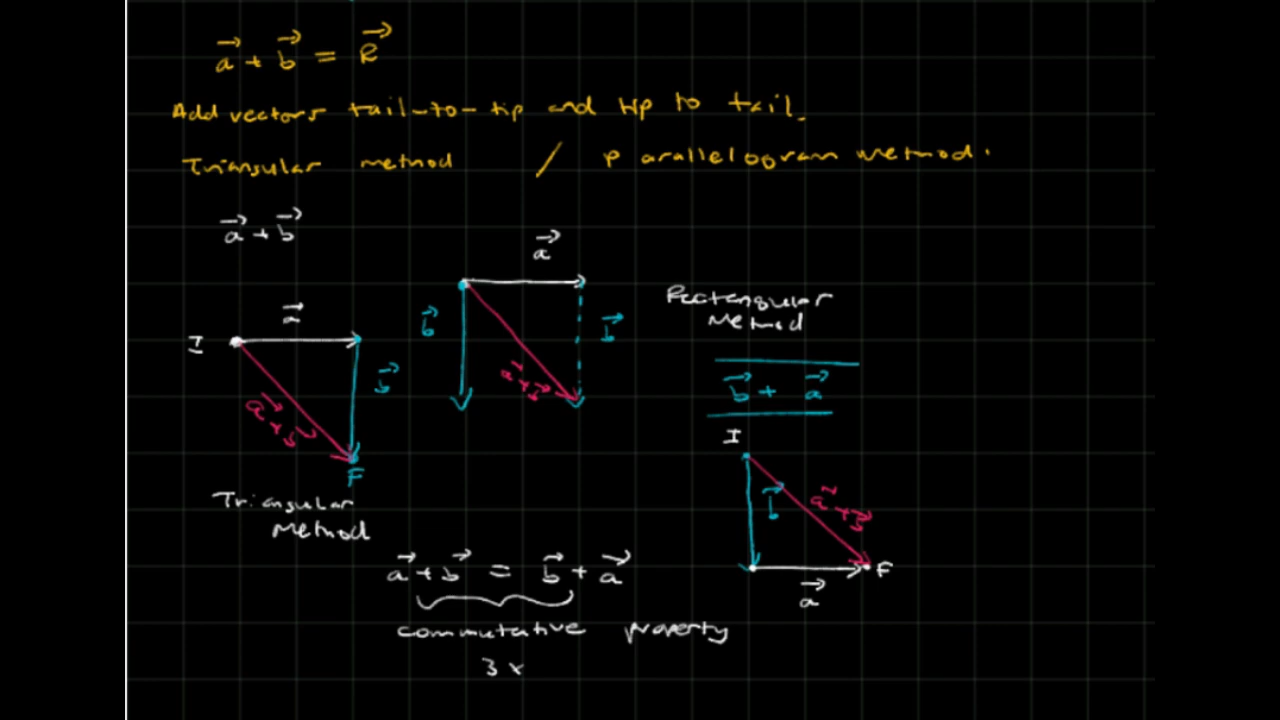 a⃗ + b⃗ = R⃗
Add vectors tail-to-tip and tip to tail.
Triangular method / parallelogram method.
a⃗ + b⃗
a⃗
b⃗
a⃗ + b⃗
I
F
Triangular
Method
a⃗
b⃗
b⃗
a⃗ + b⃗
Rectangular
Method
b⃗ + a⃗
I
b⃗
a⃗ + b⃗
F
a⃗
a⃗ + b⃗ = b⃗ + a⃗
commutative property
3 x